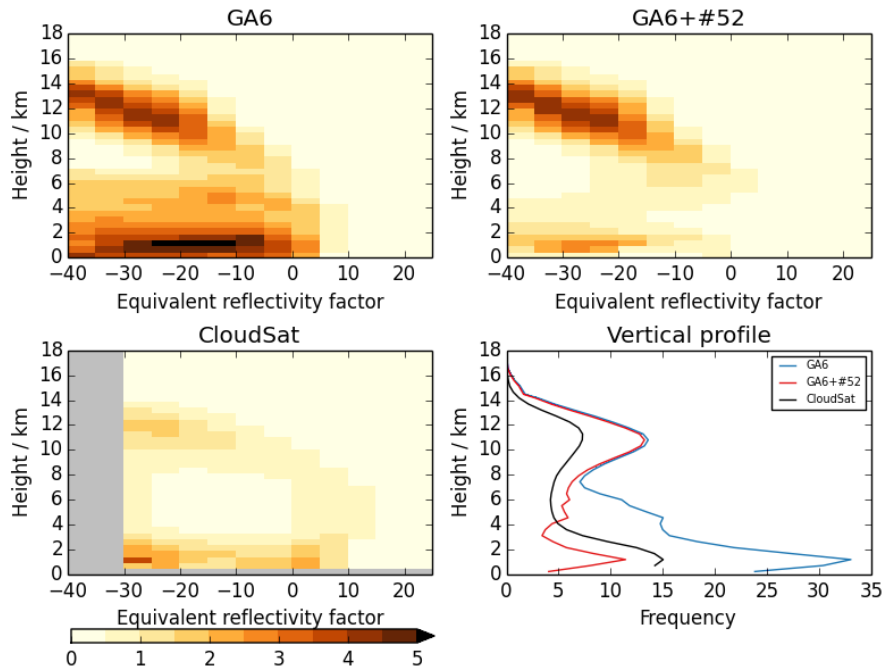 GA6
GA6+#52
18
16
14
12
10
8
6
4
2
0
Height / km
−40 −30 −20 −10 0 10 20
Equivalent reflectivity factor
18
16
14
12
10
8
6
4
2
0
Height / km
−40 −30 −20 −10 0 10 20
Equivalent reflectivity factor
CloudSat
Vertical profile
18
16
14
12
10
8
6
4
2
0
Height / km
−40 −30 −20 −10 0 10 20
Equivalent reflectivity factor
0 1 2 3 4 5
18
16
14
12
10
8
6
4
2
0
Height / km
GA6
GA6+#52
CloudSat
0 5 10 15 20 25 30 35
Frequency